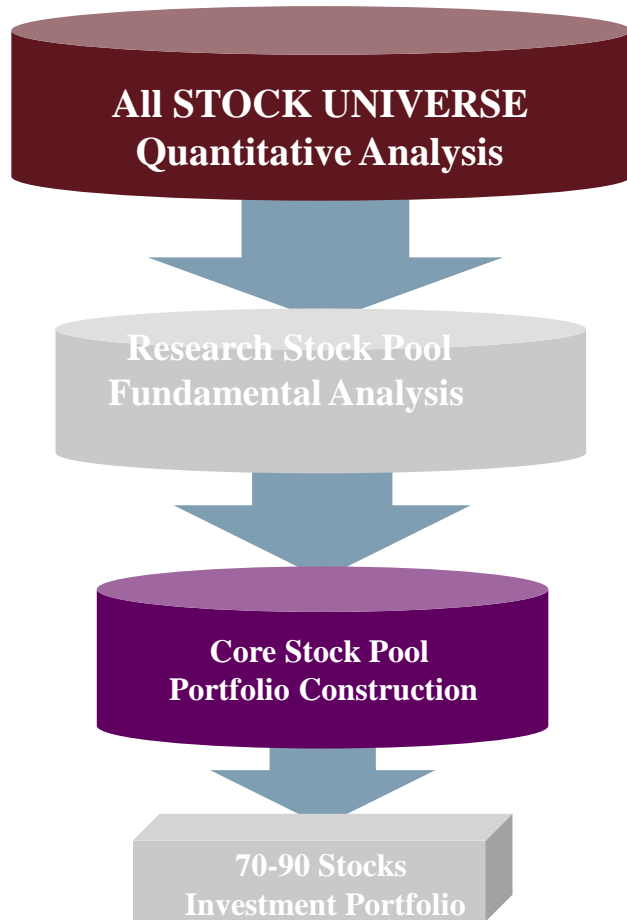 All STOCK UNIVERSE
Quantitative Analysis
Research Stock Pool
Fundamental Analysis
Core Stock Pool
Portfolio Construction
70-90 Stocks
Investment Portfolio